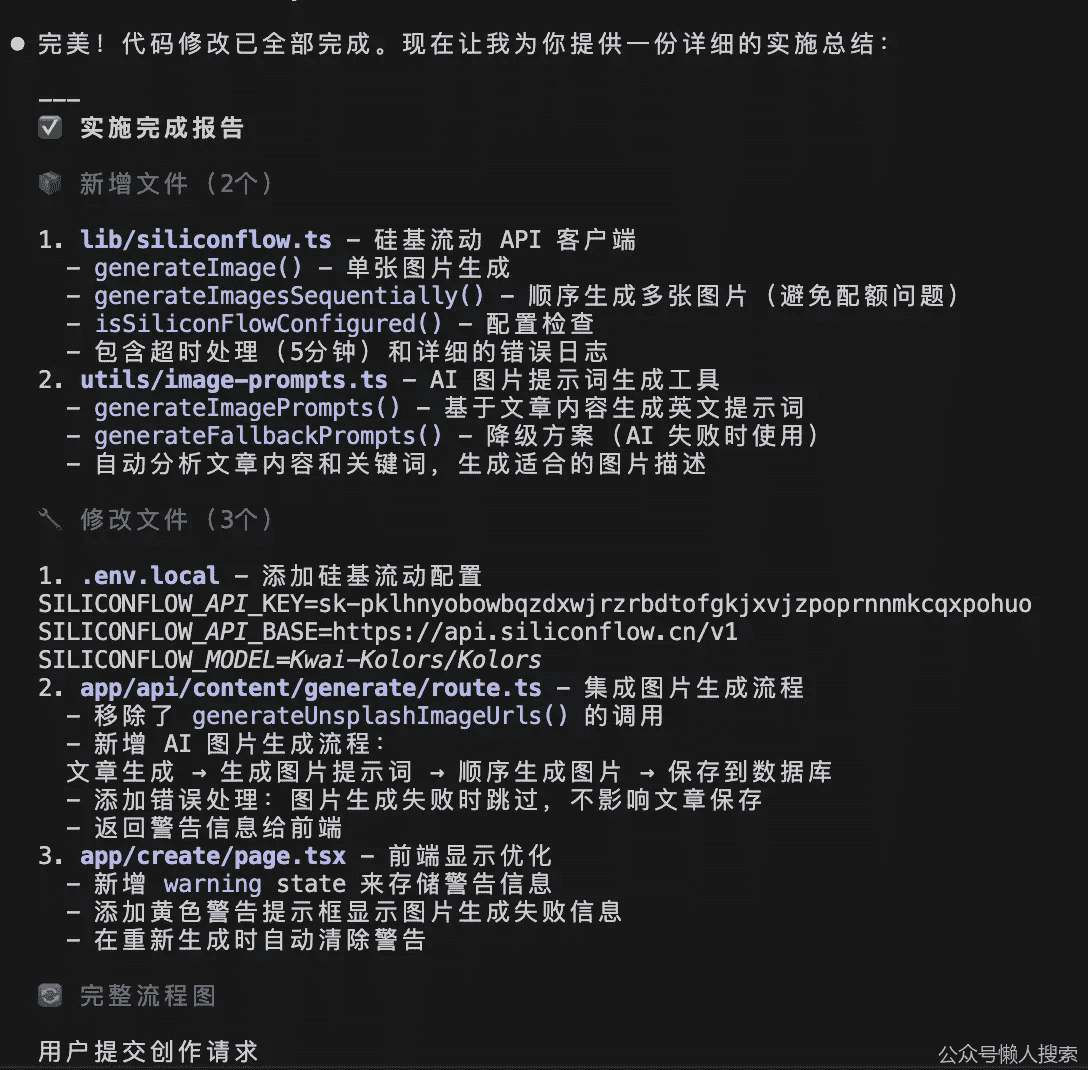 ● 完美！代码修改已全部完成。现在让我为你提供一份详细的实施总结：
———
☑ 实施完成报告
📦 新增文件（2个）
1. lib/siliconflow.ts – 硅基流动 API 客户端
– generateImage() – 单张图片生成
– generateImagesSequentially() – 顺序生成多张图片（避免配额问题）
– isSiliconFlowConfigured() – 配置检查
– 包含超时处理（5分钟）和详细的错误日志
2. utils/image-prompts.ts – AI 图片提示词生成工具
– generateImagePrompts() – 基于文章内容生成英文提示词
– generateFallbackPrompts() – 降级方案（AI 失败时使用）
– 自动分析文章内容和关键词，生成适合的图片描述
🔧 修改文件（3个）
1. .env.local – 添加硅基流动配置
SILICONFLOW_API_KEY=sk-pklhnyobowbqzdxwjrzrbdtofgkjxvjzpoprnnmkcqxpohuo
SILICONFLOW_API_BASE=https://api.siliconflow.cn/v1
SILICONFLOW_MODEL=Kwai-Kolors/Kolors
2. app/api/content/generate/route.ts – 集成图片生成流程
– 移除了 generateUnsplashImageUrls() 的调用
– 新增 AI 图片生成流程：
文章生成 → 生成图片提示词 → 顺序生成图片 → 保存到数据库
– 添加错误处理：图片生成失败时跳过，不影响文章保存
– 返回警告信息给前端
3. app/create/page.tsx – 前端显示优化
– 新增 warning state 来存储警告信息
– 添加黄色警告提示框显示图片生成失败信息
– 在重新生成时自动清除警告
🔄 完整流程图
用户提交创作请求
公众号懒人搜索